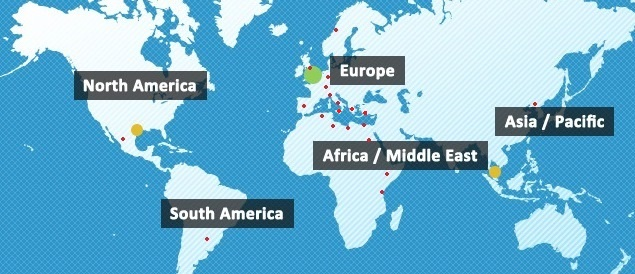 Europe
North America
Asia / Pacific
Africa / Middle East
South America